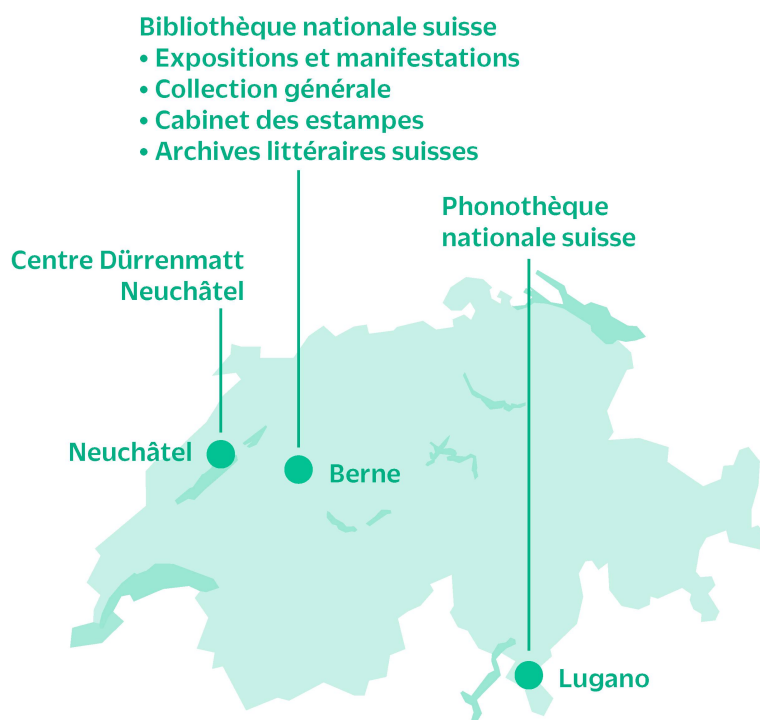 Bibliothèque nationale suisse
• Expositions et manifestations
• Collection générale
• Cabinet des estampes
• Archives littéraires suisses
Phonothèque
nationale suisse
Centre Dürrenmatt
Neuchâtel
Neuchâtel
Berne
Lugano